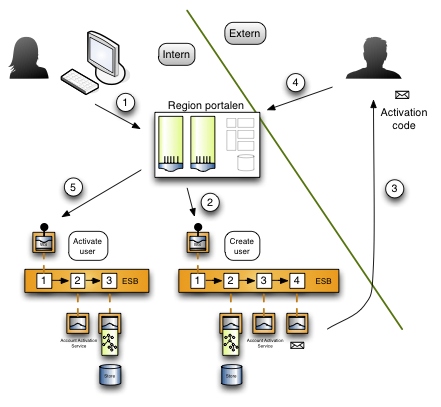 Extern
Intern
4
1
Region portalen
Activation
code
5
2
3
Activate
user
Create
user
1 2 3 ESB
1 2 3 4 ESB
Account Activation
Service
Account Activation
Service
Store
Store